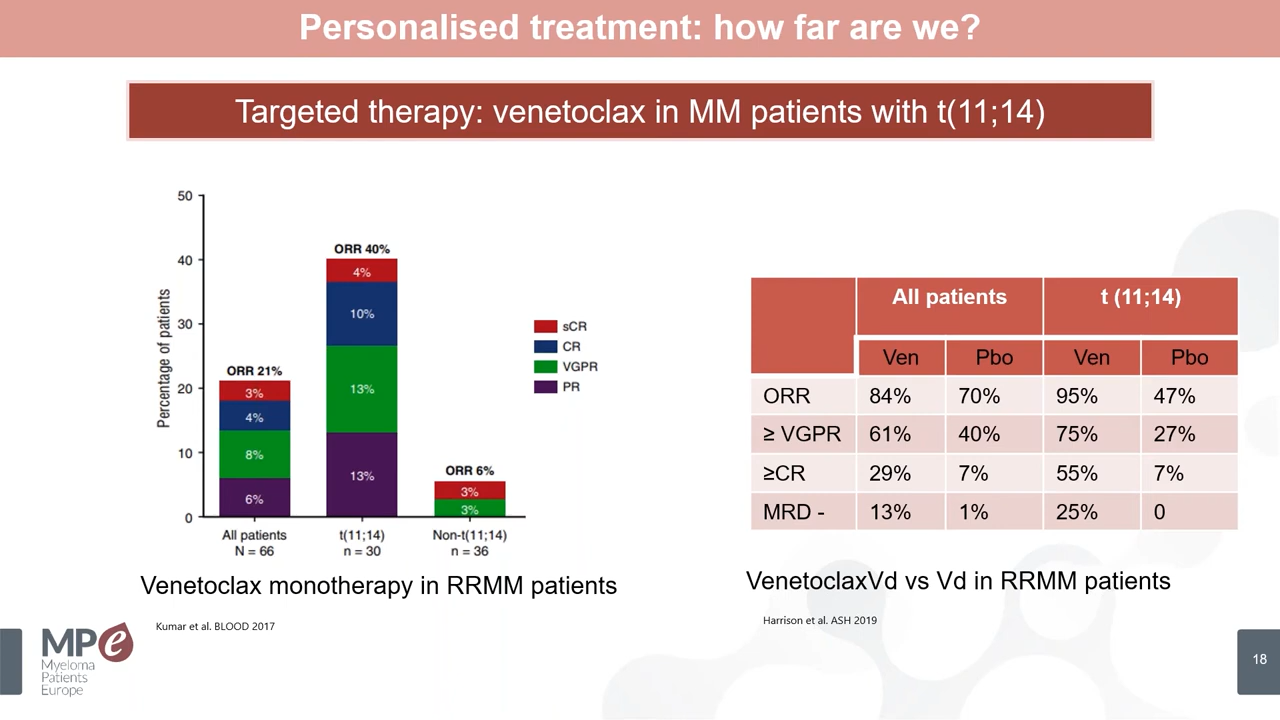 Personalised treatment: how far are we?
Targeted therapy: venetoclax in MM patients with t(11;14)
Percentage of patients
50
40
30
20
10
0
ORR 21%
3%
4%
8%
6%
ORR 40%
4%
10%
13%
13%
ORR 6%
3%
3%
All patients
N = 66
t(11;14)
n = 30
Non-t(11;14)
n = 36
sCR
CR
VGPR
PR
Venetoclax monotherapy in RRMM patients
Kumar et al. BLOOD 2017
All patients t (11;14)
Ven Pbo Ven Pbo
ORR 84% 70% 95% 47%
≥ VGPR 61% 40% 75% 27%
≥CR 29% 7% 55% 7%
MRD - 13% 1% 25% 0
VenetoclaxVd vs Vd in RRMM patients
Harrison et al. ASH 2019
MPe
Myeloma
Patients
Europe
18